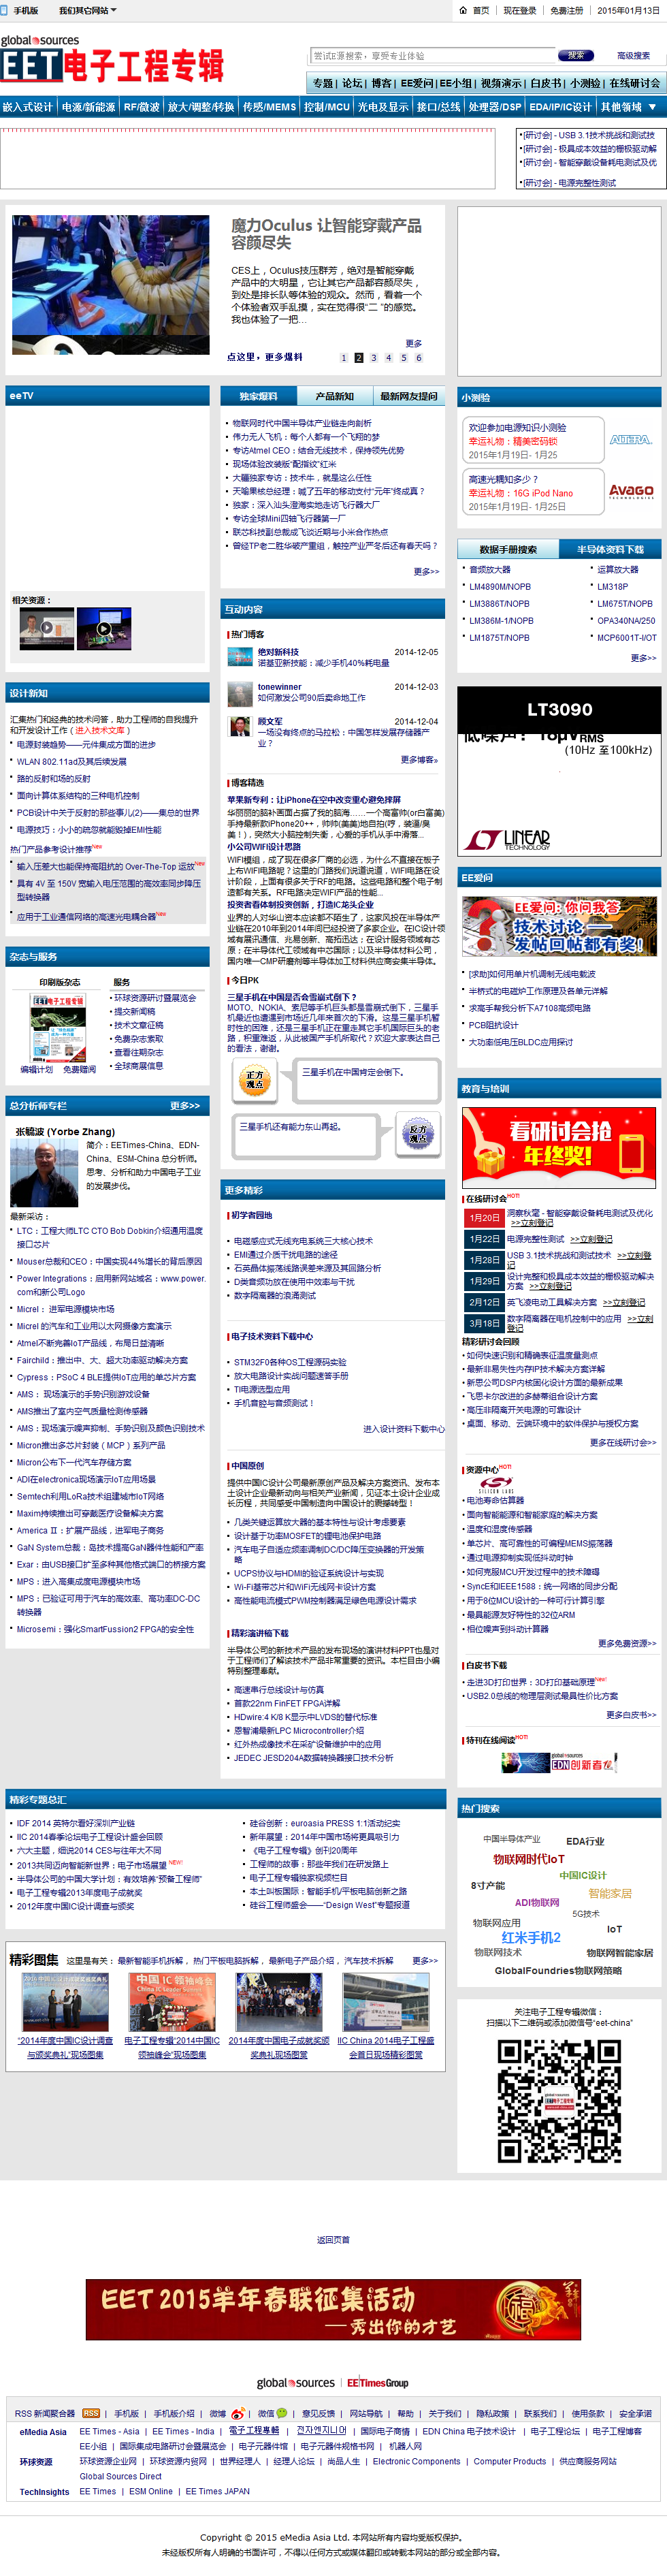 手机版 我们其它网站
首页 | 现在登录 | 免费注册 | 2015年01月13日
global sources
EET电子工程专辑
尝试E源搜索，享受专业体验 搜索 高级搜索
专题 | 论坛 | 博客 | EE爱问 | EE小组 | 视频演示 | 白皮书 | 小测验 | 在线研讨会
嵌入式设计 | 电源/新能源 | RF/微波 | 放大/调整/转换 | 传感/MEMS | 控制/MCU | 光电及显示 | 接口/总线 | 处理器/DSP | EDA/IP/IC设计 | 其他领域
[研讨会] - USB 3.1技术挑战和测试技
[研讨会] - 极具成本效益的栅极驱动解
[研讨会] - 智能穿戴设备耗电测试及优
[研讨会] - 电源完整性测试
魔力Oculus 让智能穿戴产品
容颜尽失
CES上，Oculus技压群芳，绝对是智能穿戴
产品中的大明星，它让其它产品都容颜尽失，
到处是排长队等体验的观众。然而，看着一个
个体验者双手乱摸，实在觉得很“二 ”的感觉。
我也体验了一把…
更多
点这里，更多爆料 1 2 3 4 5 6
eeTV
相关资源：
独家爆料 产品新知 最新网友提问
物联网时代中国半导体产业链走向剖析
伟力无人飞机：每个人都有一个飞翔的梦
专访Atmel CEO：结合无线技术，保持领先优势
现场体验改装版“配指纹”红米
大疆独家专访：技术牛，就是这么任性
天喻果核总经理：喊了五年的移动支付“元年”终成真？
独家：深入汕头澄海实地走访飞行器大厂
专访全球Mini四轴飞行器第一厂
联芯科技副总裁成飞谈近期与小米合作热点
曾经TP老二胜华破产重组，触控产业严冬后还有春天吗？
更多>>
小测验
欢迎参加电源知识小测验
幸运礼物：精美密码锁
2015年1月19日- 1月25
ALTERA
高速光耦知多少？
幸运礼物：16G iPod Nano
2015年1月19日- 1月25日
AVAGO
TECHNOLOGIES
数据手册搜索 半导体资料下载
音频放大器 运算放大器
LM4890M/NOPB LM318P
LM3886T/NOPB LM675T/NOPB
LM386M-1/NOPB OPA340NA/250
LM1875T/NOPB MCP6001T-I/OT
更多>>
互动内容
热门博客
绝对新科技 2014-12-05
诺基亚新技能：减少手机40%耗电量
tonewinner 2014-12-03
如何激发公司90后卖命地工作
顾文军 2014-12-04
一场没有终点的马拉松：中国怎样发展存储器产
业？
更多博客»
博客精选
苹果新专利：让iPhone在空中改变重心避免摔屏
华丽丽的脑补画面占据了我的脑海……一个高富帅(or白富美)
手持最新款iPhone20++，帅帅(美美)地自拍(哼，装逼/臭
美！)，突然大小脑控制失衡，心爱的手机从手中滑落...
小公司WIFI设计思路
WIFI模组，成了现在很多厂商的必选，为什么不直接在板子
上布WIFI电路呢？这里的门路我们说道说道，WIFI电路在设
计阶段，上面有很多关于RF的电路。这些电路和整个电子制
造都有关系。RF电路决定WIFI产品的性能...
投资者看体制投资创新，打造IC龙头企业
业界的人对华山资本应该都不陌生了，这家风投在半导体产
业链在2010年到2014年间已经投资了多家企业。在IC设计领
域有展讯通信、兆易创新、高拓迅达；在设计服务领域有芯
原；在半导体代工领域有中芯国际；以及半导体材料公司，
国内唯一CMP研磨剂等半导体加工材料供应商安集半导体。
今日PK
三星手机在中国是否会雪崩式倒下？
MOTO、NOKIA、索尼等手机巨头都是雪崩式倒下，三星手
机最近也遭遇到市场近几年来首次的下滑。这是三星手机暂
时性的困难，还是三星手机正在重走其它手机国际巨头的老
路，积重难返，从此被国产手机所取代？欢迎大家表达自己
的看法，谢谢。
正方观点 三星手机在中国肯定会倒下。
三星手机还有能力东山再起。 反方观点
设计新知
汇集热门和经典的技术问答，助力工程师的自我提升
和开发设计工作（进入技术文库）
电源封装趋势——元件集成方面的进步
WLAN 802.11ad及其后续发展
路的反射和场的反射
面向计算体系结构的三种电机控制
PCB设计中关于反射的那些事儿(2)——集总的世界
电源技巧：小小的疏忽就能毁掉EMI性能
热门产品参考设计推荐New
输入压差大也能保持高阻抗的 Over-The-Top 运放New
具有 4V 至 150V 宽输入电压范围的高效率同步降压
型转换器
应用于工业通信网络的高速光电耦合器New
LT3090
(10Hz 至100kHz)
LINEAR
TECHNOLOGY
EE爱问
EE爱问: 你问我答
技术讨论——
发帖回帖都有奖!
[求助]如何用单片机调制无线电载波
半桥式的电磁炉工作原理及各单元详解
求高手帮我分析下A7108高频电路
PCB阻抗设计
大功率低电压BLDC应用探讨
杂志与服务
印刷版杂志 服务
环球资源研讨暨展览会
提交新闻稿
技术文章征稿
免费杂志索取
查看往期杂志
全球商展信息
编辑计划 免费赠阅
总分析师专栏 更多>>
张毓波 (Yorbe Zhang)
简介：EETimes-China、EDN-
China、ESM-China 总分析师。
思考、分析和助力中国电子工业
的发展步伐。
最新采访：
LTC：工程大师LTC CTO Bob Dobkin介绍通用温度
接口芯片
Mouser总裁和CEO：中国实现44%增长的背后原因
Power Integrations：启用新网站域名：www.power.
com和新公司Logo
Micrel： 进军电源模块市场
Micrel 的汽车和工业用以太网摄像方案演示
Atmel不断完善IoT产品线，布局日益清晰
Fairchild：推出中、大、超大功率驱动解决方案
Cypress：PSoC 4 BLE提供IoT应用的单芯片方案
AMS： 现场演示的手势识别游戏设备
AMS推出了室内空气质量检测传感器
AMS：现场演示噪声抑制、手势识别及颜色识别技术
Micron推出多芯片封装（MCP）系列产品
Micron公布下一代汽车存储方案
ADI在electronica现场演示IoT应用场景
Semtech利用LoRa技术组建城市IoT网络
Maxim持续推出可穿戴医疗设备解决方案
America II：扩展产品线，进军电子商务
GaN System总裁：岛技术提高GaN器件性能和产率
Exar：由USB接口扩至多种其他格式端口的桥接方案
MPS：进入高集成度电源模块市场
MPS：已验证可用于汽车的高效率、高功率DC-DC
转换器
Microsemi：强化SmartFussion2 FPGA的安全性
更多精彩
初学者园地
电磁感应式无线充电系统三大核心技术
EMI通过介质干扰电路的途径
石英晶体振荡线路误差来源及其回路分析
D类音频功放在使用中效率与干扰
数字隔离器的浪涌测试
电子技术资料下载中心
STM32F0各种OS工程源码实验
放大电路设计实战问题速答手册
TI电源选型应用
手机音腔与音频测试！
进入设计资料下载中心
中国原创
提供中国IC设计公司最新原创产品及解决方案资讯、发布本
土设计企业最新动向与相关产业新闻，见证本土设计企业成
长历程，共同感受中国制造向中国设计的震撼转型！
几类关键运算放大器的基本特性与设计考虑要素
设计基于功率MOSFET的锂电池保护电路
汽车电子自适应频率调制DC/DC降压变换器的开发策
略
UCPS协议与HDMI的验证系统设计与实现
Wi-Fi基带芯片和WiFi无线网卡设计方案
高性能电流模式PWM控制器满足绿色电源设计需求
精彩演讲稿下载
半导体公司的新技术产品的发布现场的演讲材料PPT也是对
于工程师们了解该技术产品非常重要的资讯。本栏目由小编
特别整理奉献。
高速串行总线设计与仿真
首款22nm FinFET FPGA详解
HDwire:4 K/8 K显示中LVDS的替代标准
恩智浦最新LPC Microcontroller介绍
红外热成像技术在采矿设备维护中的应用
JEDEC JESD204A数据转换器接口技术分析
教育与培训
看研讨会抢
年终奖!
在线研讨会HOT!
1月20日 洞察秋毫 - 智能穿戴设备耗电测试及优化 >>立刻登记
1月22日 电源完整性测试 >>立刻登记
1月28日 USB 3.1技术挑战和测试技术 >>立刻登记
1月29日 设计完整和极具成本效益的栅极驱动解决方案 >>立刻登记
2月12日 英飞凌电动工具解决方案 >>立刻登记
3月18日 数字隔离器在电机控制中的应用 >>立刻登记
精彩研讨会回顾
如何快速识别和精确表征温度量测点
最新非易失性内存IP技术解决方案详解
新思公司DSP内核固化设计方面的最新成果
飞思卡尔改进的多赫蒂组合设计方案
高压非隔离开关电源的可靠设计
桌面、移动、云端环境中的软件保护与授权方案
更多在线研讨会>>
资源中心HOT!
SILICON LABS
电池寿命估算器
面向智能能源和智能家庭的解决方案
温度和湿度传感器
单芯片、高可靠性的可编程MEMS振荡器
通过电源抑制实现低抖动时钟
如何克服MCU开发过程中的技术障碍
SyncE和IEEE1588：统一网络的同步分配
用于8位MCU设计的一种可行计算引擎
最具能源友好特性的32位ARM
相位噪声到抖动计算器
更多免费资源>>
白皮书下载
走进3D打印世界：3D打印基础原理New!
USB2.0总线的物理层测试最具性价比方案
更多白皮书>>
特刊在线阅读HOT!
global sources
EDN创新者
精彩专题总汇
IDF 2014 英特尔看好深圳产业链
IIC 2014春季论坛电子工程设计盛会回顾
六大主题，细说2014 CES与往年大不同
2013共同迈向智能新世界：电子市场展望 NEW!
半导体公司的中国大学计划：有效培养“预备工程师”
电子工程专辑2013年度电子成就奖
2012年度中国IC设计调查与颁奖
硅谷创新：euroasia PRESS 1:1活动纪实
新年展望：2014年中国市场将更具吸引力
《电子工程专辑》创刊20周年
工程师的故事：那些年我们在研发路上
电子工程专辑独家视频栏目
本土叫板国际：智能手机/平板电脑创新之路
硅谷工程师盛会——“Design West”专题报道
热门搜索
中国半导体产业 EDA行业
物联网时代IoT
中国IC设计
8寸产能 智能家居
ADI物联网
5G技术
物联网应用 IoT
红米手机2
物联网技术 物联网智能家居
GlobalFoundries物联网策略
精彩图集 这里是有关： 最新智能手机拆解， 热门平板电脑拆解， 最新电子产品介绍， 汽车技术拆解 更多>>
“2014年度中国IC设计调查
与颁奖典礼”现场图集
电子工程专辑“2014中国IC
领袖峰会”现场图集
2014年度中国电子成就奖颁
奖典礼现场图赏
IIC China 2014电子工程盛
会首日现场精彩图赏
关注电子工程专辑微信：
扫描以下二维码或添加微信号“eet-china”
返回页首
EET 2015羊年春联征集活动
——秀出你的才艺
global sources | EETimesGroup
RSS 新闻聚合器 RSS | 手机版 | 手机版介绍 | 微博 | 微信 | 意见反馈 | 网站导航 | 帮助 | 关于我们 | 隐私政策 | 联系我们 | 使用条款 | 安全承诺
eMedia Asia EE Times - Asia | EE Times - India | 電子工程專輯 | 전자엔지니어 | 国际电子商情 | EDN China 电子技术设计 | 电子工程论坛 | 电子工程博客
EE小组 | 国际集成电路研讨会暨展览会 | 电子元器件馆 | 电子元器件规格书网 | 机器人网
环球资源 环球资源企业网 | 环球资源内贸网 | 世界经理人 | 经理人论坛 | 尚品人生 | Electronic Components | Computer Products | 供应商服务网站
Global Sources Direct
TechInsights EE Times | ESM Online | EE Times JAPAN
Copyright © 2015 eMedia Asia Ltd. 本网站所有内容均受版权保护。
未经版权所有人明确的书面许可，不得以任何方式或媒体翻印或转载本网站的部分或全部内容。